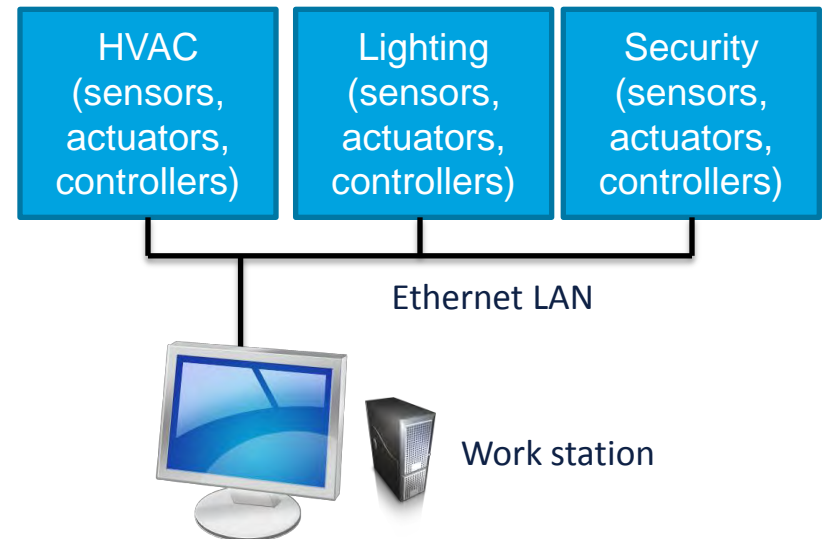 HVAC
(sensors,
actuators,
controllers)
Lighting
(sensors,
actuators,
controllers)
Security
(sensors,
actuators,
controllers)
Ethernet LAN
Work station